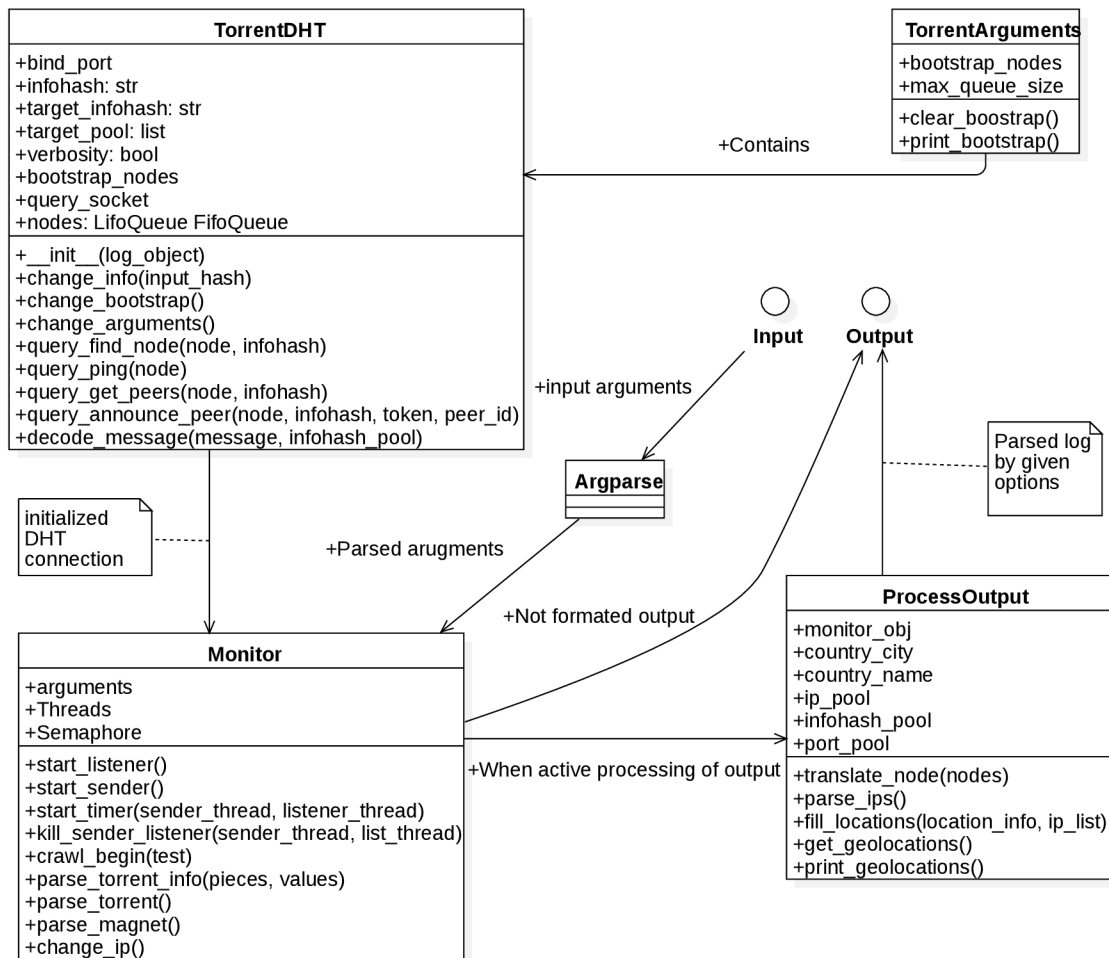 TorrentDHT
+bind_port
+infohash: str
+target_infohash: str
+target_pool: list
+verbosity: bool
+bootstrap_nodes
+query_socket
+nodes: LifoQueue FifoQueue
+__init__(log_object)
+change_info(input_hash)
+change_bootstrap()
+change_arguments()
+query_find_node(node, infohash)
+query_ping(node)
+query_get_peers(node, infohash)
+query_announce_peer(node, infohash, token, peer_id)
+decode_message(message, infohash_pool)
TorrentArguments
+bootstrap_nodes
+max_queue_size
+clear_boostrap()
+print_bootstrap()
+Contains
Input
Output
+input arguments
Argparse
Parsed log
by given
options
initialized
DHT
connection
+Parsed arugments
+Not formated output
Monitor
+arguments
+Threads
+Semaphore
+start_listener()
+start_sender()
+start_timer(sender_thread, listener_thread)
+kill_sender_listener(sender_thread, list_thread)
+crawl_begin(test)
+parse_torrent_info(pieces, values)
+parse_torrent()
+parse_magnet()
+change_ip()
+When active processing of output
ProcessOutput
+monitor_obj
+country_city
+country_name
+ip_pool
+infohash_pool
+port_pool
+translate_node(nodes)
+parse_ips()
+fill_locations(location_info, ip_list)
+get_geolocations()
+print_geolocations()